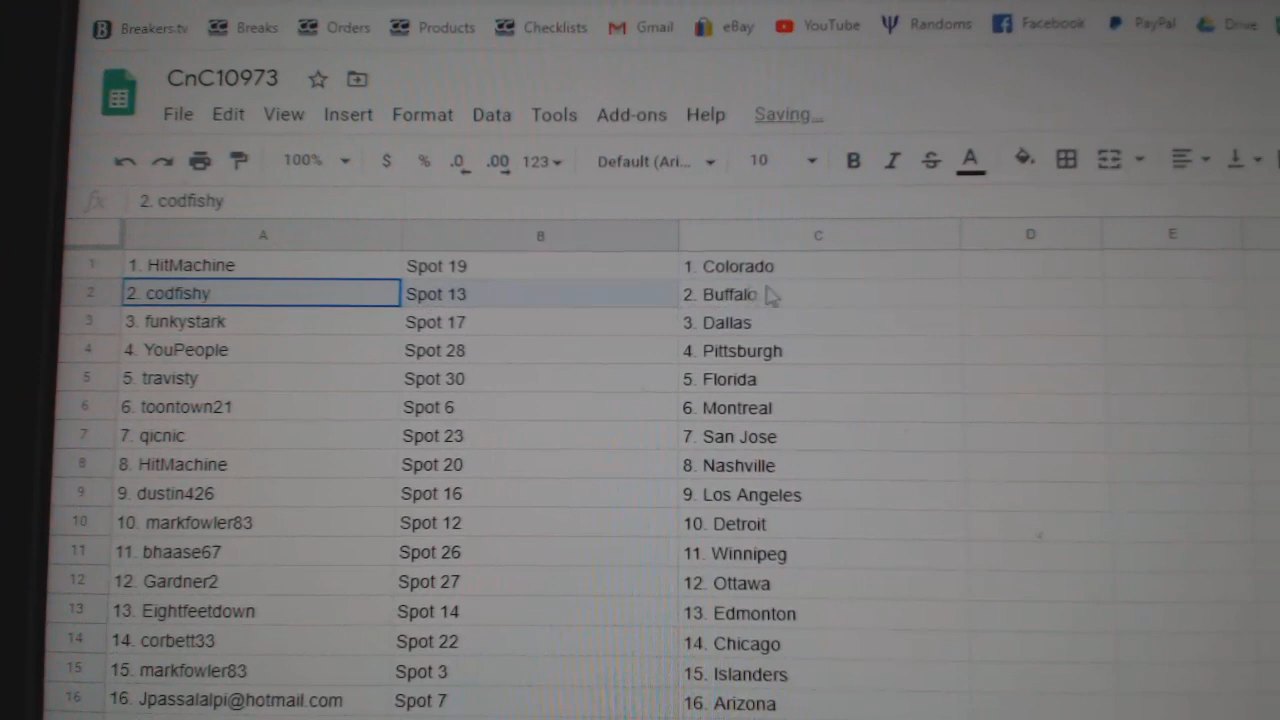 Breakers.tv Breaks Orders Products Checklists Gmail eBay YouTube Randoms Facebook PayPal Drive
CnC10973
File Edit View Insert Format Data Tools Add-ons Help Saving...
100% $ % .0 .00 123 Default (Ari... 10 B I S A
fx 2. codfishy
A B C D E
1 1. HitMachine Spot 19 1. Colorado
2 2. codfishy Spot 13 2. Buffalo
3 3. funkystark Spot 17 3. Dallas
4 4. YouPeople Spot 28 4. Pittsburgh
5 5. travisty Spot 30 5. Florida
6 6. toontown21 Spot 6 6. Montreal
7 7. qicnic Spot 23 7. San Jose
8 8. HitMachine Spot 20 8. Nashville
9 9. dustin426 Spot 16 9. Los Angeles
10 10. markfowler83 Spot 12 10. Detroit
11 11. bhaase67 Spot 26 11. Winnipeg
12 12. Gardner2 Spot 27 12. Ottawa
13 13. Eightfeetdown Spot 14 13. Edmonton
14 14. corbett33 Spot 22 14. Chicago
15 15. markfowler83 Spot 3 15. Islanders
16 16. Jpassalalpi@hotmail.com Spot 7 16. Arizona